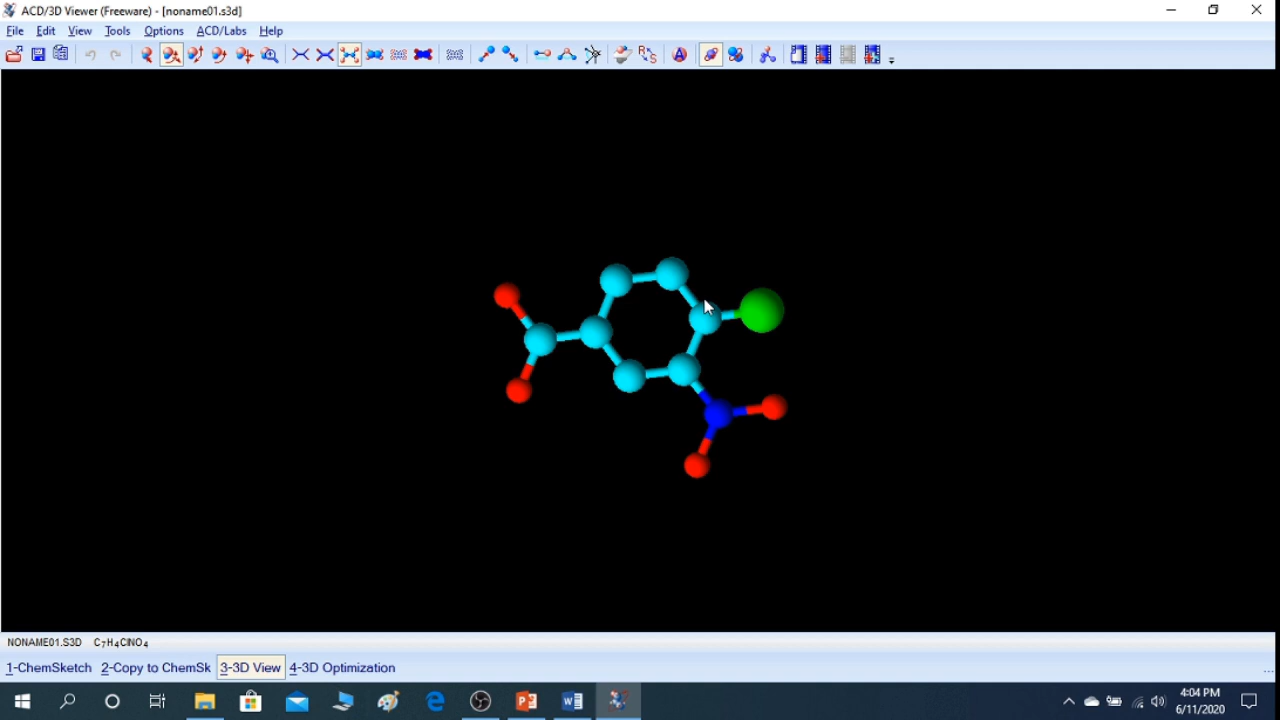 ACD/3D Viewer (Freeware) - [noname01.s3d]
File Edit View Tools Options ACD/Labs Help
NONAME01.S3D C7H4ClNO4
1-ChemSketch 2-Copy to ChemSk 3-3D View 4-3D Optimization
4:04 PM
6/11/2020